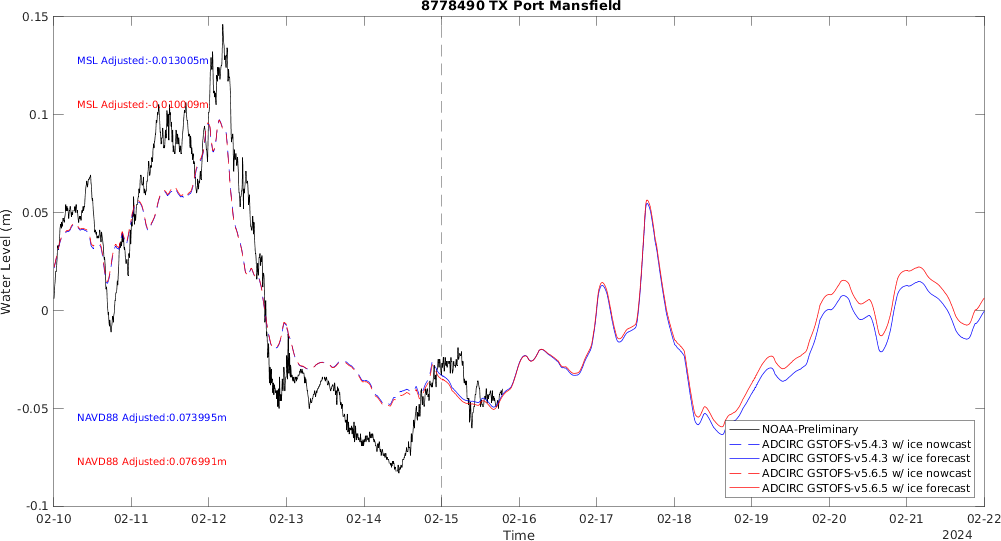 8778490 TX Port Mansfield
0.15
MSL Adjusted:-0.013005m
MSL Adjusted:-0.010009m
0.1
0.05
Water Level (m)
0
-0.05
NAVD88 Adjusted:0.073995m
NAVD88 Adjusted:0.076991m
-0.1
NOAA-Preliminary
ADCIRC GSTOFS-v5.4.3 w/ ice nowcast
ADCIRC GSTOFS-v5.4.3 w/ ice forecast
ADCIRC GSTOFS-v5.6.5 w/ ice nowcast
ADCIRC GSTOFS-v5.6.5 w/ ice forecast
02-10 02-11 02-12 02-13 02-14 02-15 02-16 02-17 02-18 02-19 02-20 02-21 02-22
Time
2024